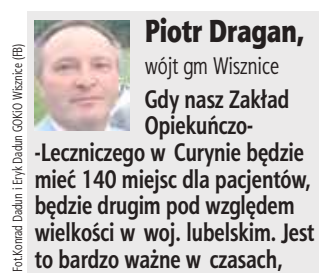 Fot.Konrad Dadun i Eryk Dadun GOKiO Wisznice (FB)
Piotr Dragan,
wójt gm Wisznice
Gdy nasz Zakład
Opiekuńczo-
-Leczniczego w Curynie będzie
mieć 140 miejsc dla pacjentów,
będzie drugim pod względem
wielkości w woj. lubelskim. Jest
to bardzo ważne w czasach,